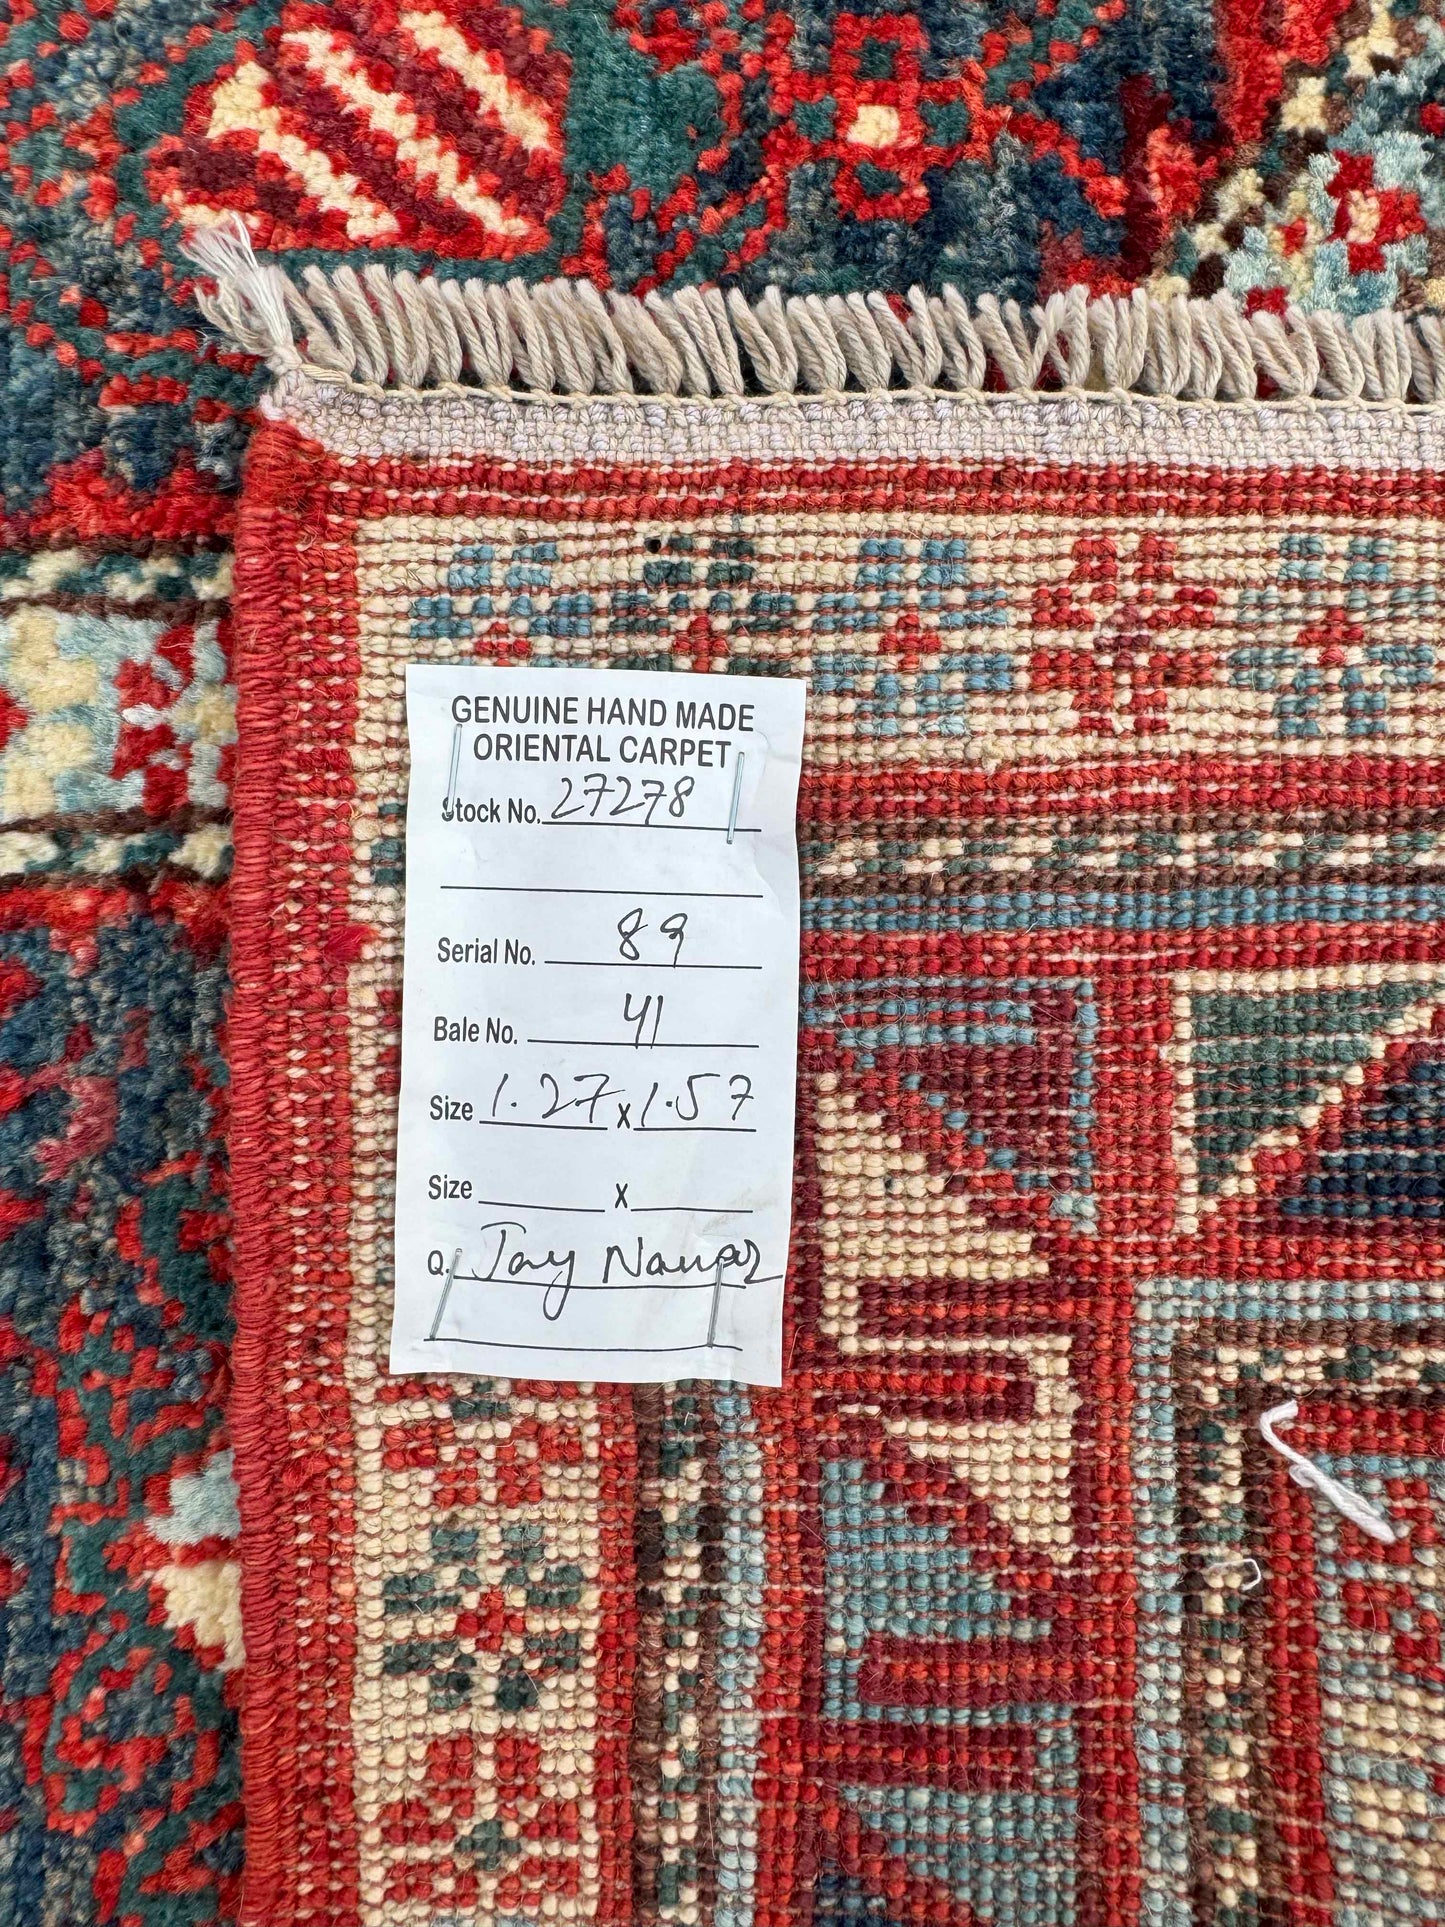 GENUINE HAND MADE
ORIENTAL CARPET
Stock No. 27278
Serial No. 89
Bale No. 41
Size 1.27 x 1.57
Size x
Q. Jay Nawaz